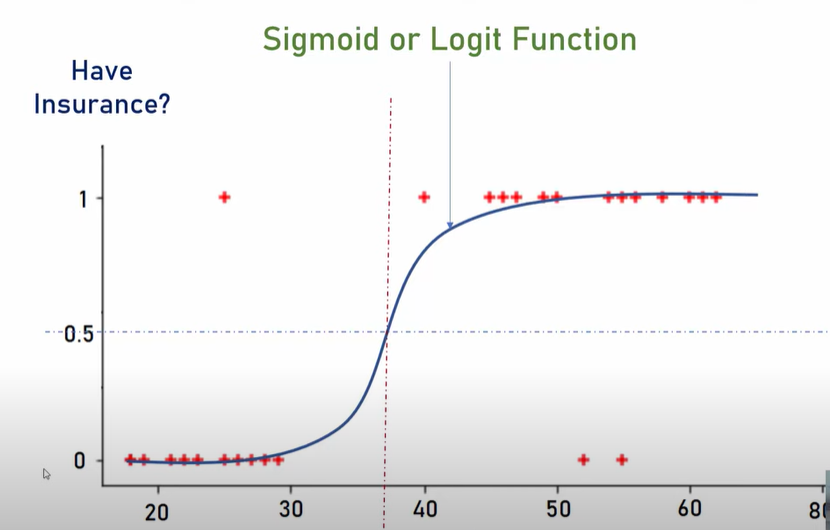 Sigmoid or Logit Function
Have
Insurance?
1
0.5
0
20 30 40 50 60 80